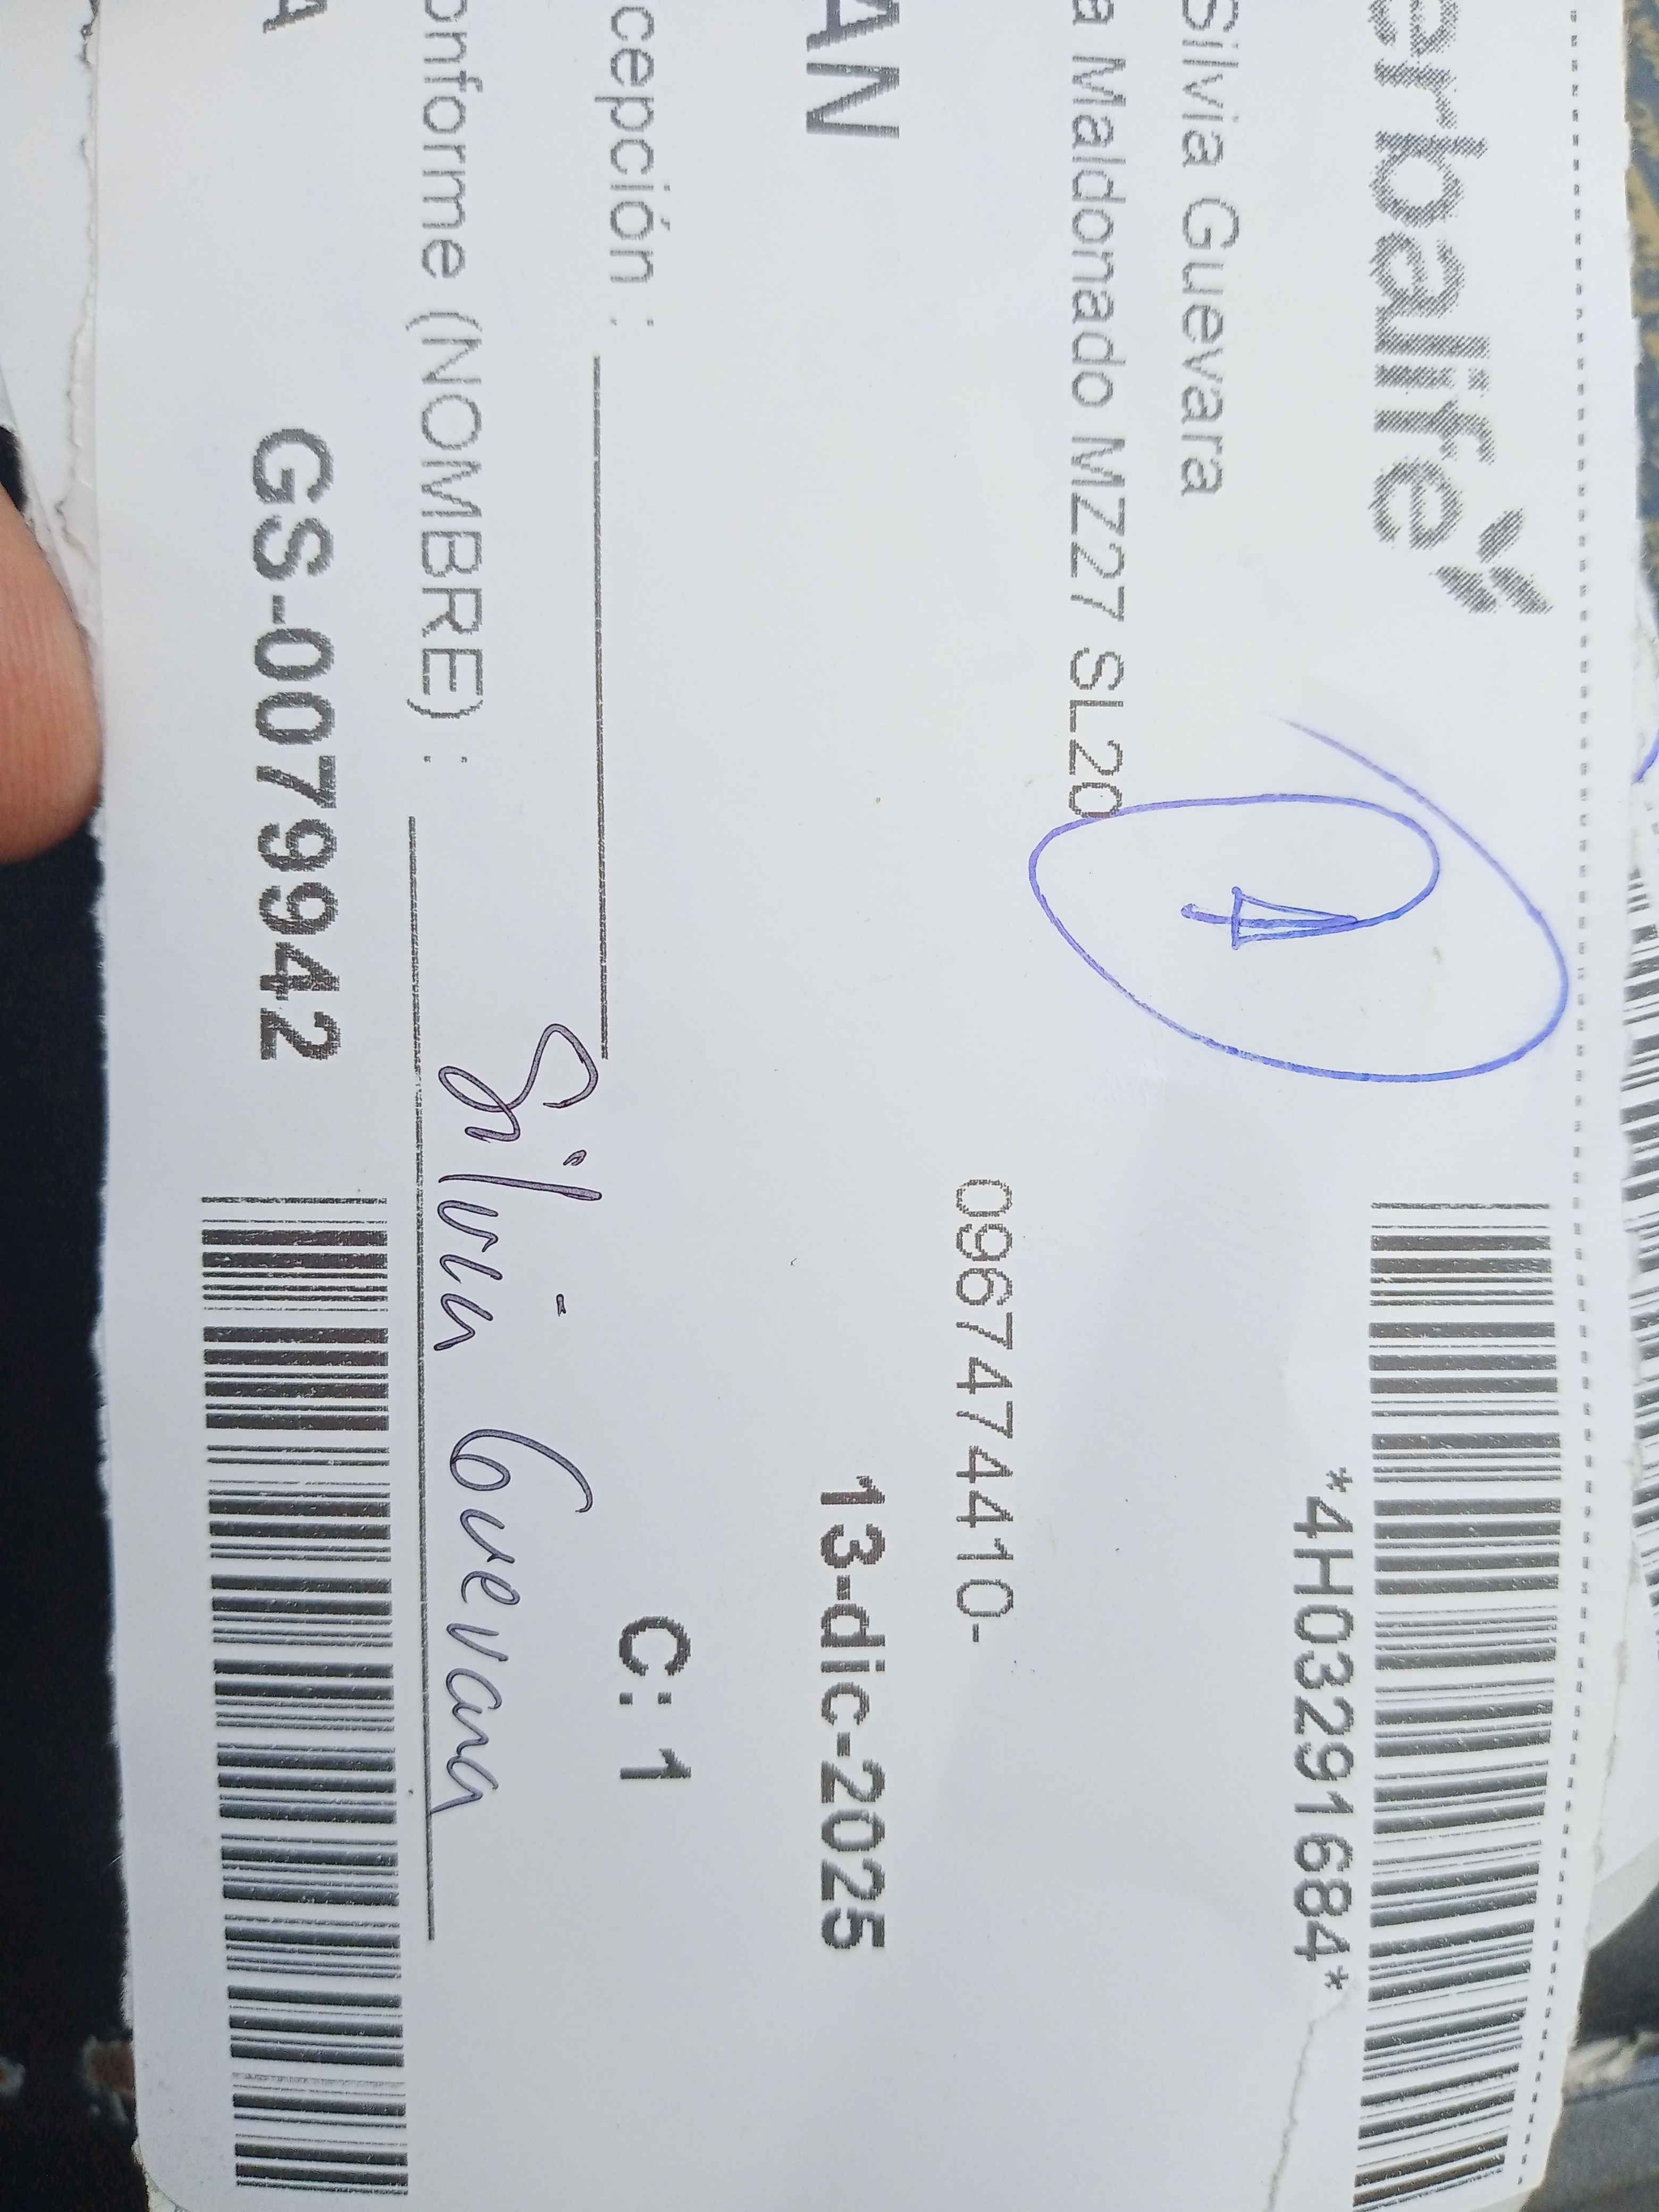 erbalife
*4H03291684*
Silvia Guevara
a Maldonado MZ27 SL20
0967474410-
AN
13-dic-2025
cepción :
C: 1
onforme (NOMBRE) :
Silvia Guevara
A
GS-0079942